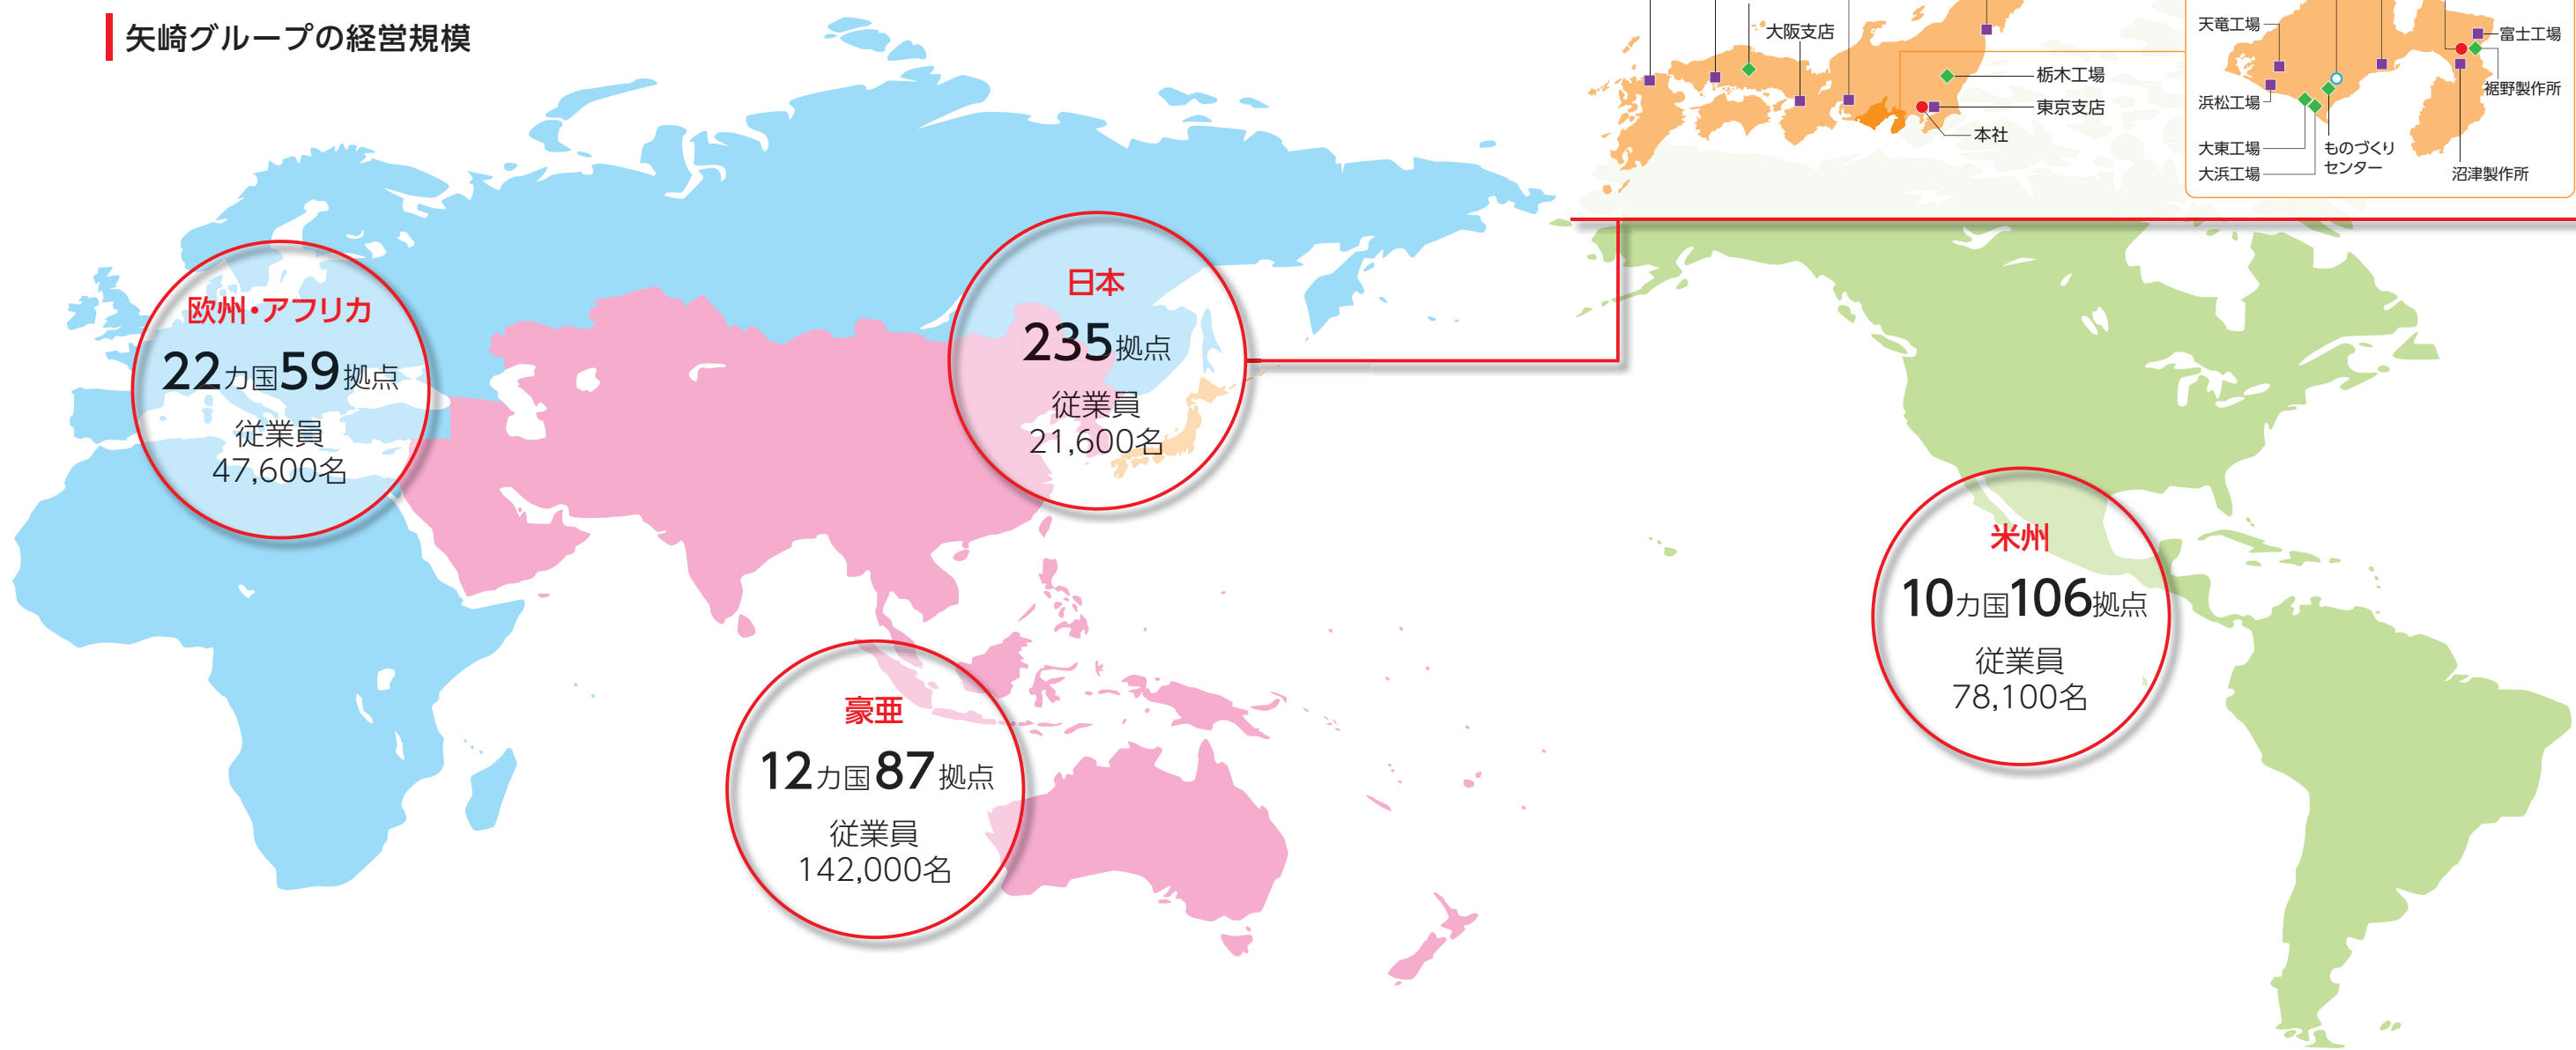 矢崎グループの経営規模
大阪支店
栃木工場
東京支店
本社
天竜工場
浜松工場
大東工場
大浜工場
ものづくり
センター
富士工場
裾野製作所
沼津製作所
欧州・アフリカ
22カ国59拠点
従業員
47,600名
日本
235拠点
従業員
21,600名
豪亜
12カ国87拠点
従業員
142,000名
米州
10カ国106拠点
従業員
78,100名